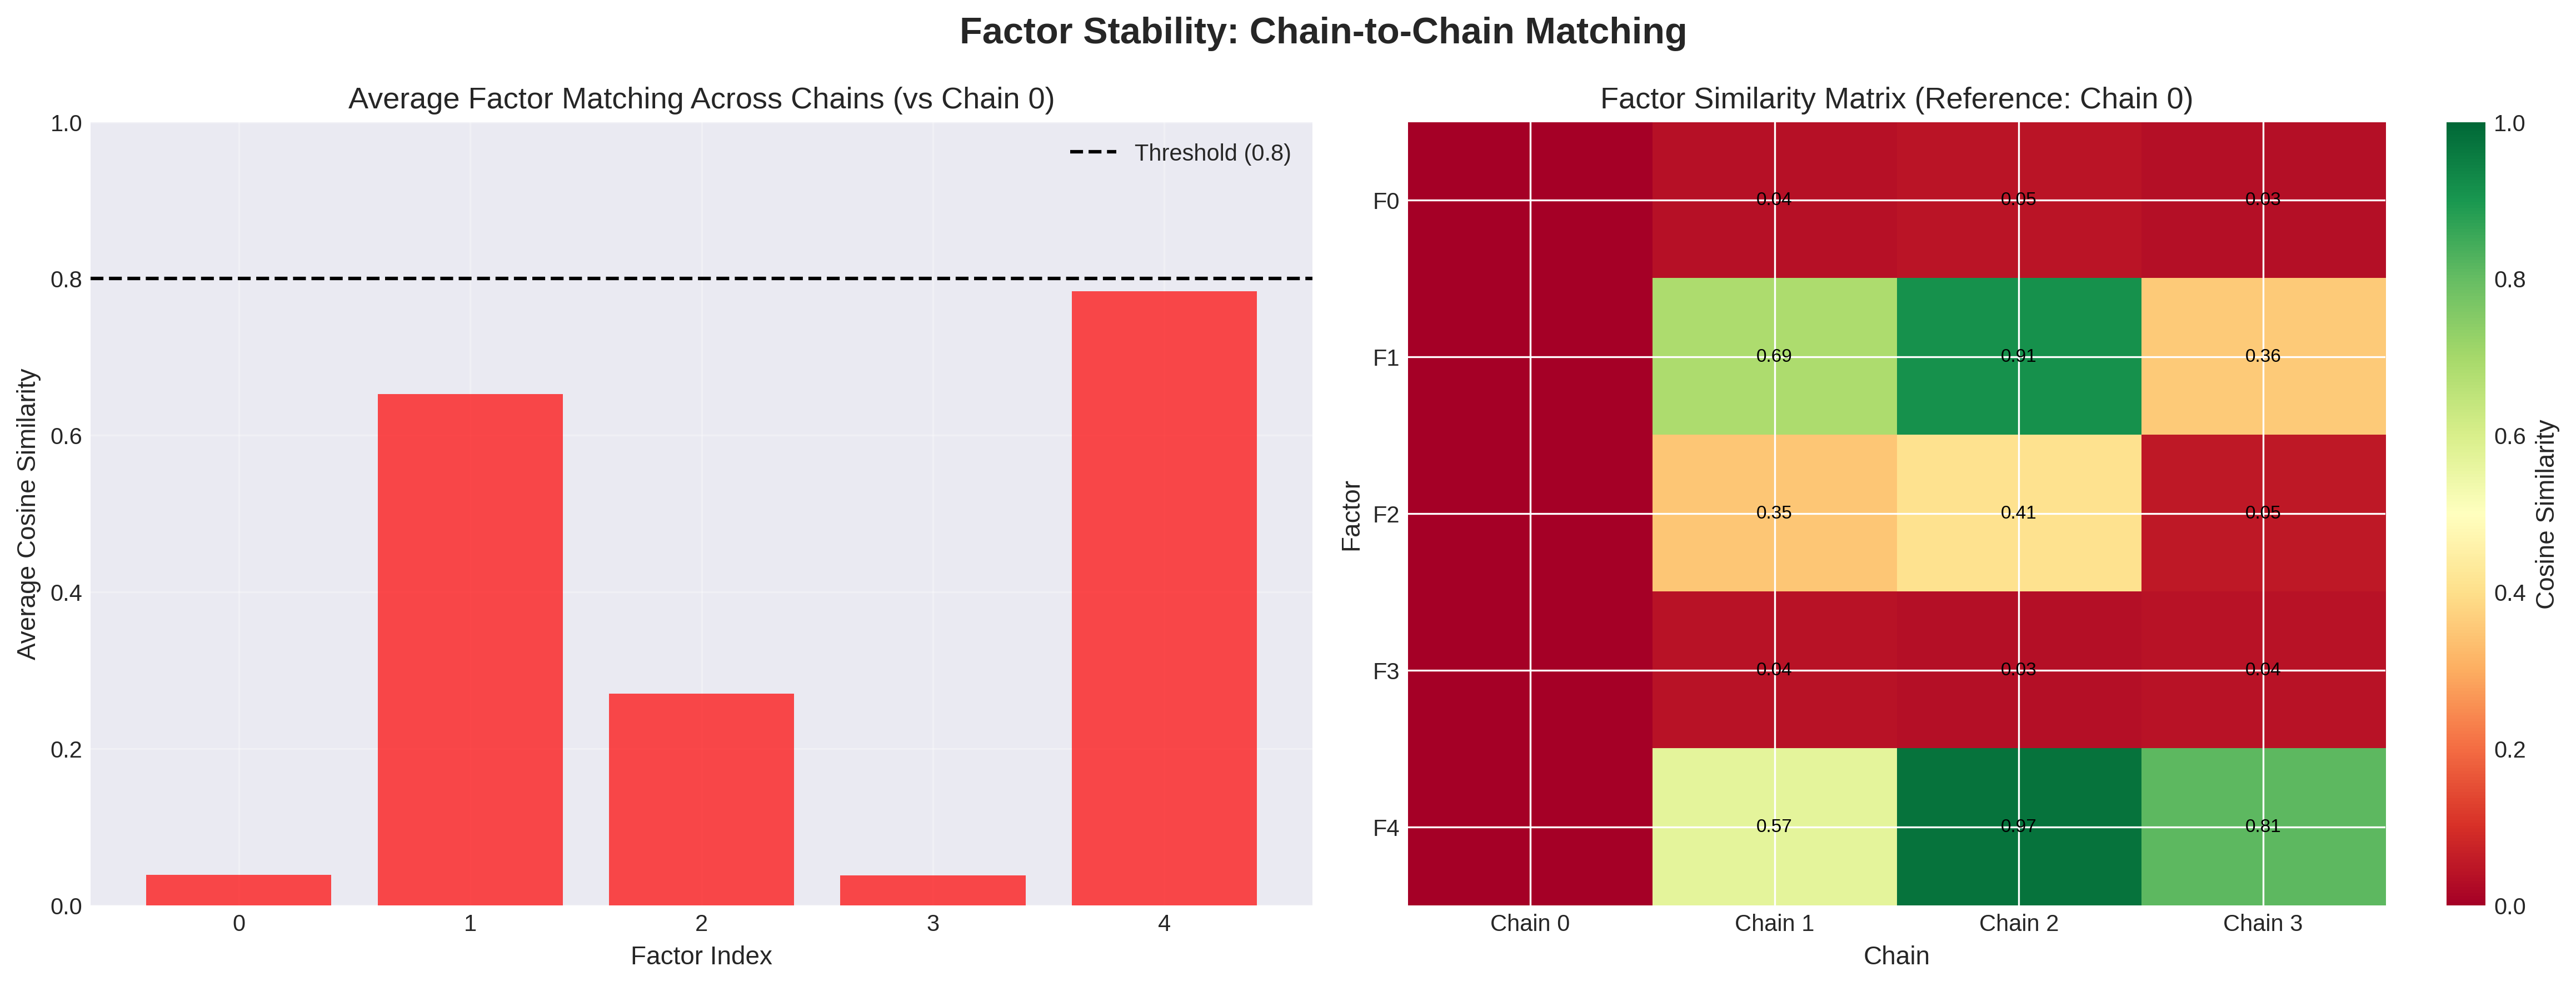 Factor Stability: Chain-to-Chain Matching
Average Factor Matching Across Chains (vs Chain 0)
Threshold (0.8)
1.0
0.8
0.6
0.4
0.2
0.0
Average Cosine Similarity
0 1 2 3 4
Factor Index
Factor Similarity Matrix (Reference: Chain 0)
Factor
F0 0.04 0.05 0.03
F1 0.69 0.91 0.36
F2 0.35 0.41 0.05
F3 0.04 0.03 0.04
F4 0.57 0.97 0.81
Chain 0 Chain 1 Chain 2 Chain 3
Chain
1.0
0.8
0.6
0.4
0.2
0.0
Cosine Similarity